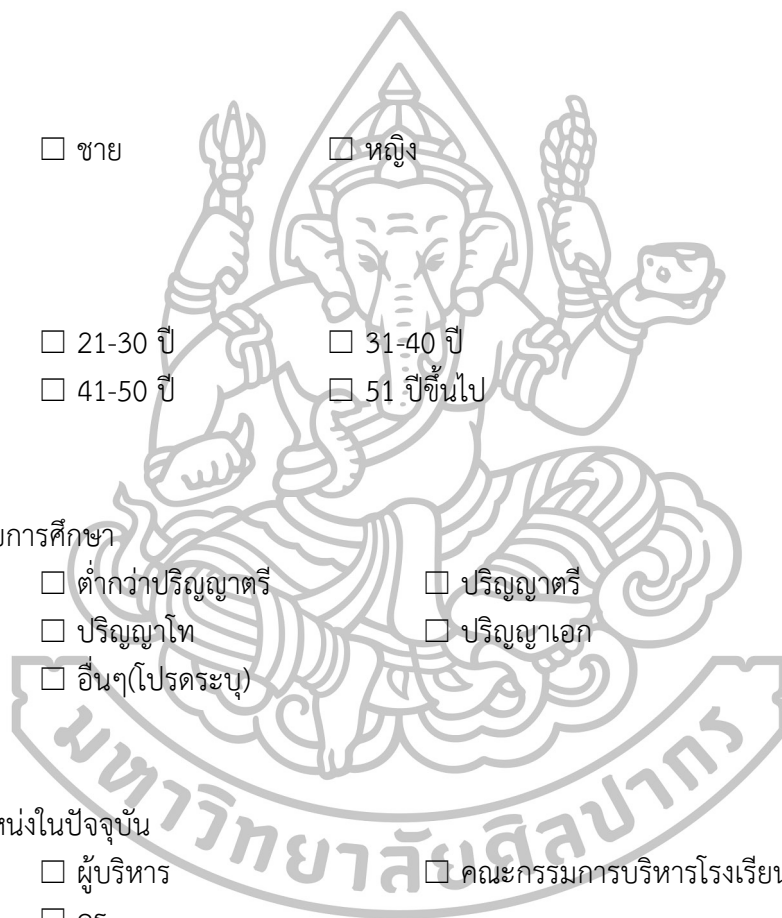 ☐ ชาย ☐ หญิง
☐ 21-30 ปี ☐ 31-40 ปี
☐ 41-50 ปี ☐ 51 ปีขึ้นไป
ยการศึกษา
☐ ต่ำกว่าปริญญาตรี ☐ ปริญญาตรี
☐ ปริญญาโท ☐ ปริญญาเอก
☐ อื่นๆ(โปรดระบุ)
หน่งในปัจจุบัน
☐ ผู้บริหาร ☐ คณะกรรมการบริหารโรงเรียน
มหาวิทยาลัยศิลปากร